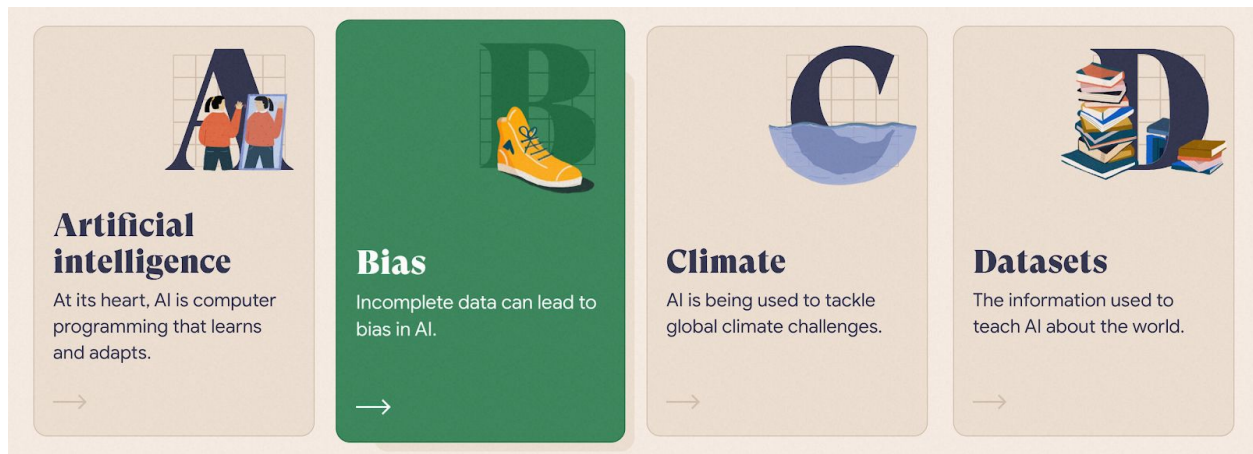 A
Artificial
intelligence
At its heart, AI is computer
programming that learns
and adapts.
B
Bias
Incomplete data can lead to
bias in AI.
C
Climate
AI is being used to tackle
global climate challenges.
D
Datasets
The information used to
teach AI about the world.